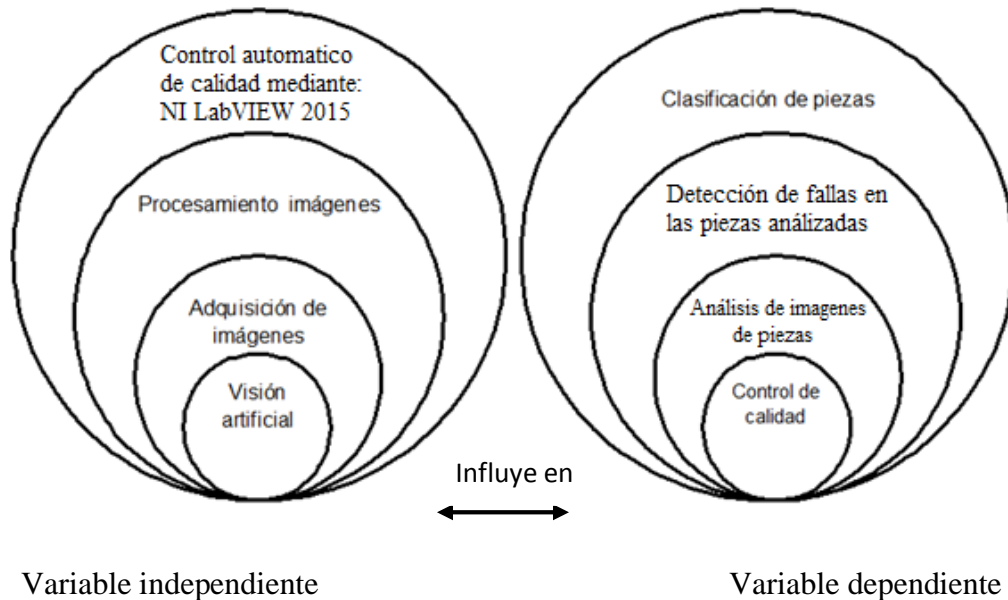 Control automatico
de calidad mediante:
NI LabVIEW 2015
Procesamiento imágenes
Adquisición de
imágenes
Visión
artificial
Clasificación de piezas
Detección de fallas en
las piezas análizadas
Análisis de imagenes
de piezas
Control de
calidad
Influye en
Variable independiente
Variable dependiente